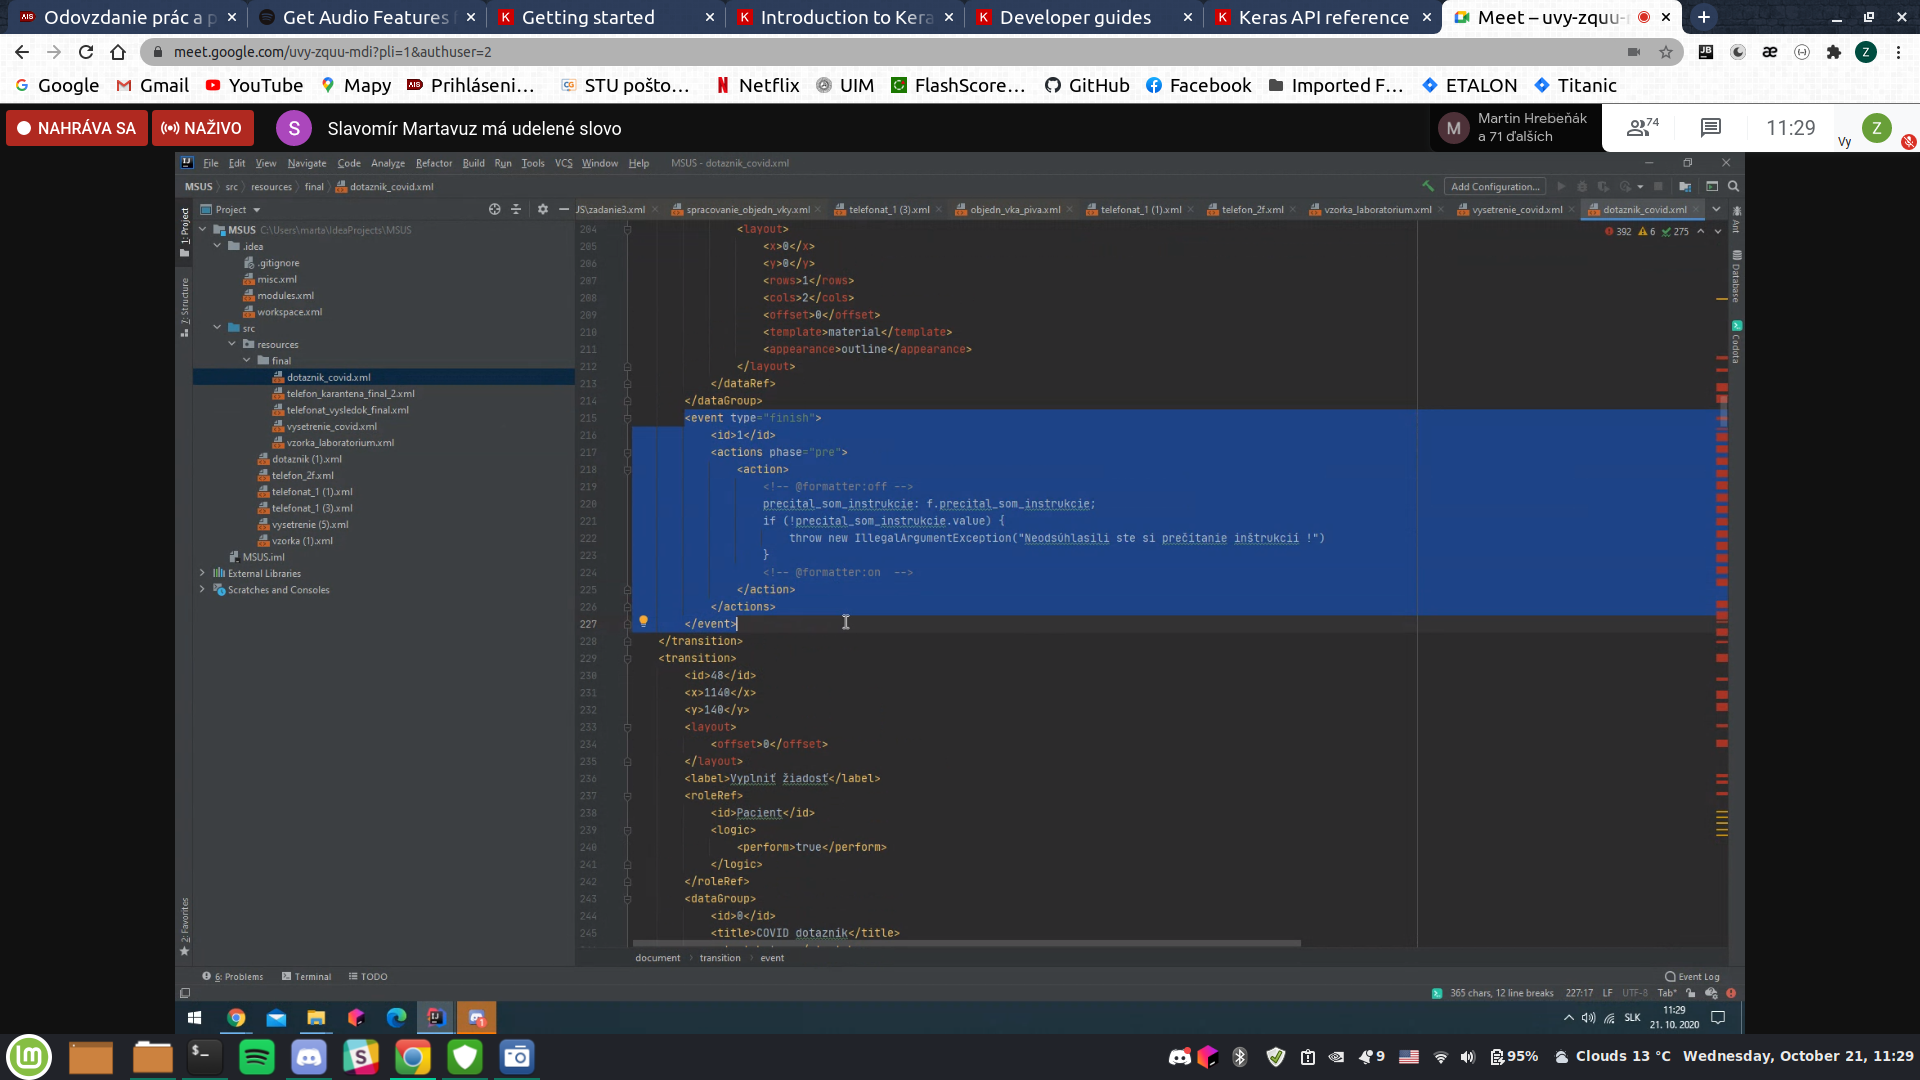 Odovzdanie prác a p
Get Audio Features
Getting started
Introduction to Kera
Developer guides
Keras API reference
Meet – uvy-zquu-
meet.google.com/uvy-zquu-mdi?pli=1&authuser=2
Google
Gmail
YouTube
Mapy
Prihláseni…
STU pošto…
Netflix
UIM
FlashScore…
GitHub
Facebook
Imported F…
ETALON
Titanic
NAHRÁVA SA
NAŽIVO
S
Slavomír Martavuz má udelené slovo
M
Martin Hrebeňák
a 71 ďalších
74
11:29
Vy
Z
File Edit View Navigate Code Analyze Refactor Build Run Tools VCS Window Help MSUS - dotaznik_covid.xml
MSUS src resources final dotaznik_covid.xml
Add Configuration...
Project
JS\zadanie3.xml
spracovanie_objedn_vky.xml
telefonat_1 (3).xml
objedn_vka_piva.xml
telefonat_1 (1).xml
telefon_2f.xml
vzorka_laboratorium.xml
vysetrenie_covid.xml
dotaznik_covid.xml
1: Project
7: Structure
2: Favorites
Ant
Database
Codota
MSUS C:\Users\marta\IdeaProjects\MSUS
.idea
.gitignore
misc.xml
modules.xml
workspace.xml
src
resources
final
dotaznik_covid.xml
telefon_karantena_final_2.xml
telefonat_vysledok_final.xml
vysetrenie_covid.xml
vzorka_laboratorium.xml
dotaznik (1).xml
telefon_2f.xml
telefonat_1 (1).xml
telefonat_1 (3).xml
vysetrenie (5).xml
vzorka (1).xml
MSUS.iml
External Libraries
Scratches and Consoles
392 6 275
204 <layout>
205 <x>0</x>
206 <y>0</y>
207 <rows>1</rows>
208 <cols>2</cols>
209 <offset>0</offset>
210 <template>material</template>
211 <appearance>outline</appearance>
212 </layout>
213 </dataRef>
214 </dataGroup>
215 <event type="finish">
216 <id>1</id>
217 <actions phase="pre">
218 <action>
219 <!-- @formatter:off -->
220 precital_som_instrukcie: f.precital_som_instrukcie;
221 if (!precital_som_instrukcie.value) {
222 throw new IllegalArgumentException("Neodsúhlasili ste si prečítanie inštrukcii !")
223 }
224 <!-- @formatter:on -->
225 </action>
226 </actions>
227 </event>
228 </transition>
229 <transition>
230 <id>48</id>
231 <x>1140</x>
232 <y>140</y>
233 <layout>
234 <offset>0</offset>
235 </layout>
236 <label>Vyplniť žiadosť</label>
237 <roleRef>
238 <id>Pacient</id>
239 <logic>
240 <perform>true</perform>
241 </logic>
242 </roleRef>
243 <dataGroup>
244 <id>0</id>
245 <title>COVID dotaznik</title>
document transition event
6: Problems
Terminal
TODO
Event Log
365 chars, 12 line breaks 227:17 LF UTF-8 Tab*
SLK
11:29
21. 10. 2020
9
95%
Clouds 13 °C
Wednesday, October 21, 11:29